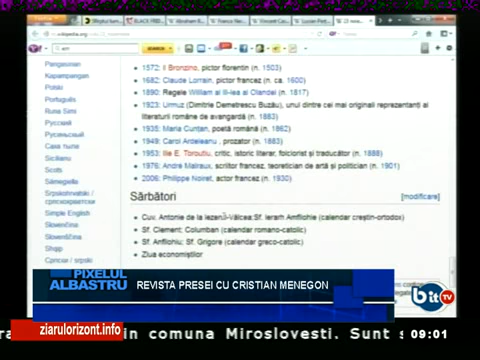 wikipedia.org
SEARCH
Pangasinan
Kapampangan
Polski
Português
Runa Simi
Русский
Русиньскый
Саха тыла
Sicilianu
Scots
Sámegiella
Srpskohrvatski /
српскохрватски
Simple English
Slovenčina
Slovenščina
Shqip
Српски / srpski
1572: Il Bronzino, pictor florentin (n. 1503)
1682: Claude Lorrain, pictor francez (n. ca. 1600)
1890: Regele William al III-lea al Olandei (n. 1817)
1923: Urmuz (Dimitrie Demetrescu Buzău), unul dintre cei mai originali reprezentanți ai
literaturii române de avangardă (n. 1883)
1935: Maria Cunțan, poetă română (n. 1862)
1949: Carol Ardeleanu , prozator (n. 1883)
1953: Ilie E. Torouțiu, critic, istoric literar, folclorist și traducător (n. 1888)
1976: André Malraux, scriitor francez, teoretician de artă și politician (n. 1901)
2006: Philippe Noiret, actor francez (n. 1930)
Sărbători
[modificare]
Cuv. Antonie de la Iezeru-Vâlcea;Sf. Ierarh Amfilohie (calendar creștin-ortodox)
Sf. Clement; Columban (calendar romano-catolic)
Sf. Amfilohiu; Sf. Grigore (calendar greco-catolic)
Ziua economiștilor
PIXELUL
ALBASTRU
REVISTA PRESEI CU CRISTIAN MENEGON
bit TV
ziarulorizont.info
in comuna Miroslovesti. Sunt s
09:01